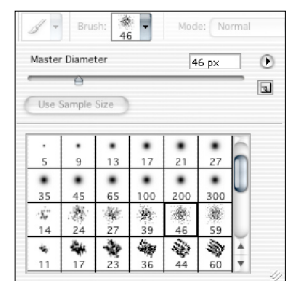 Brush: 46 Mode: Normal
Master Diameter 46 px
Use Sample Size
5 9 13 17 21 27
35 45 65 100 200 300
14 24 27 39 46 59
11 17 23 36 44 60